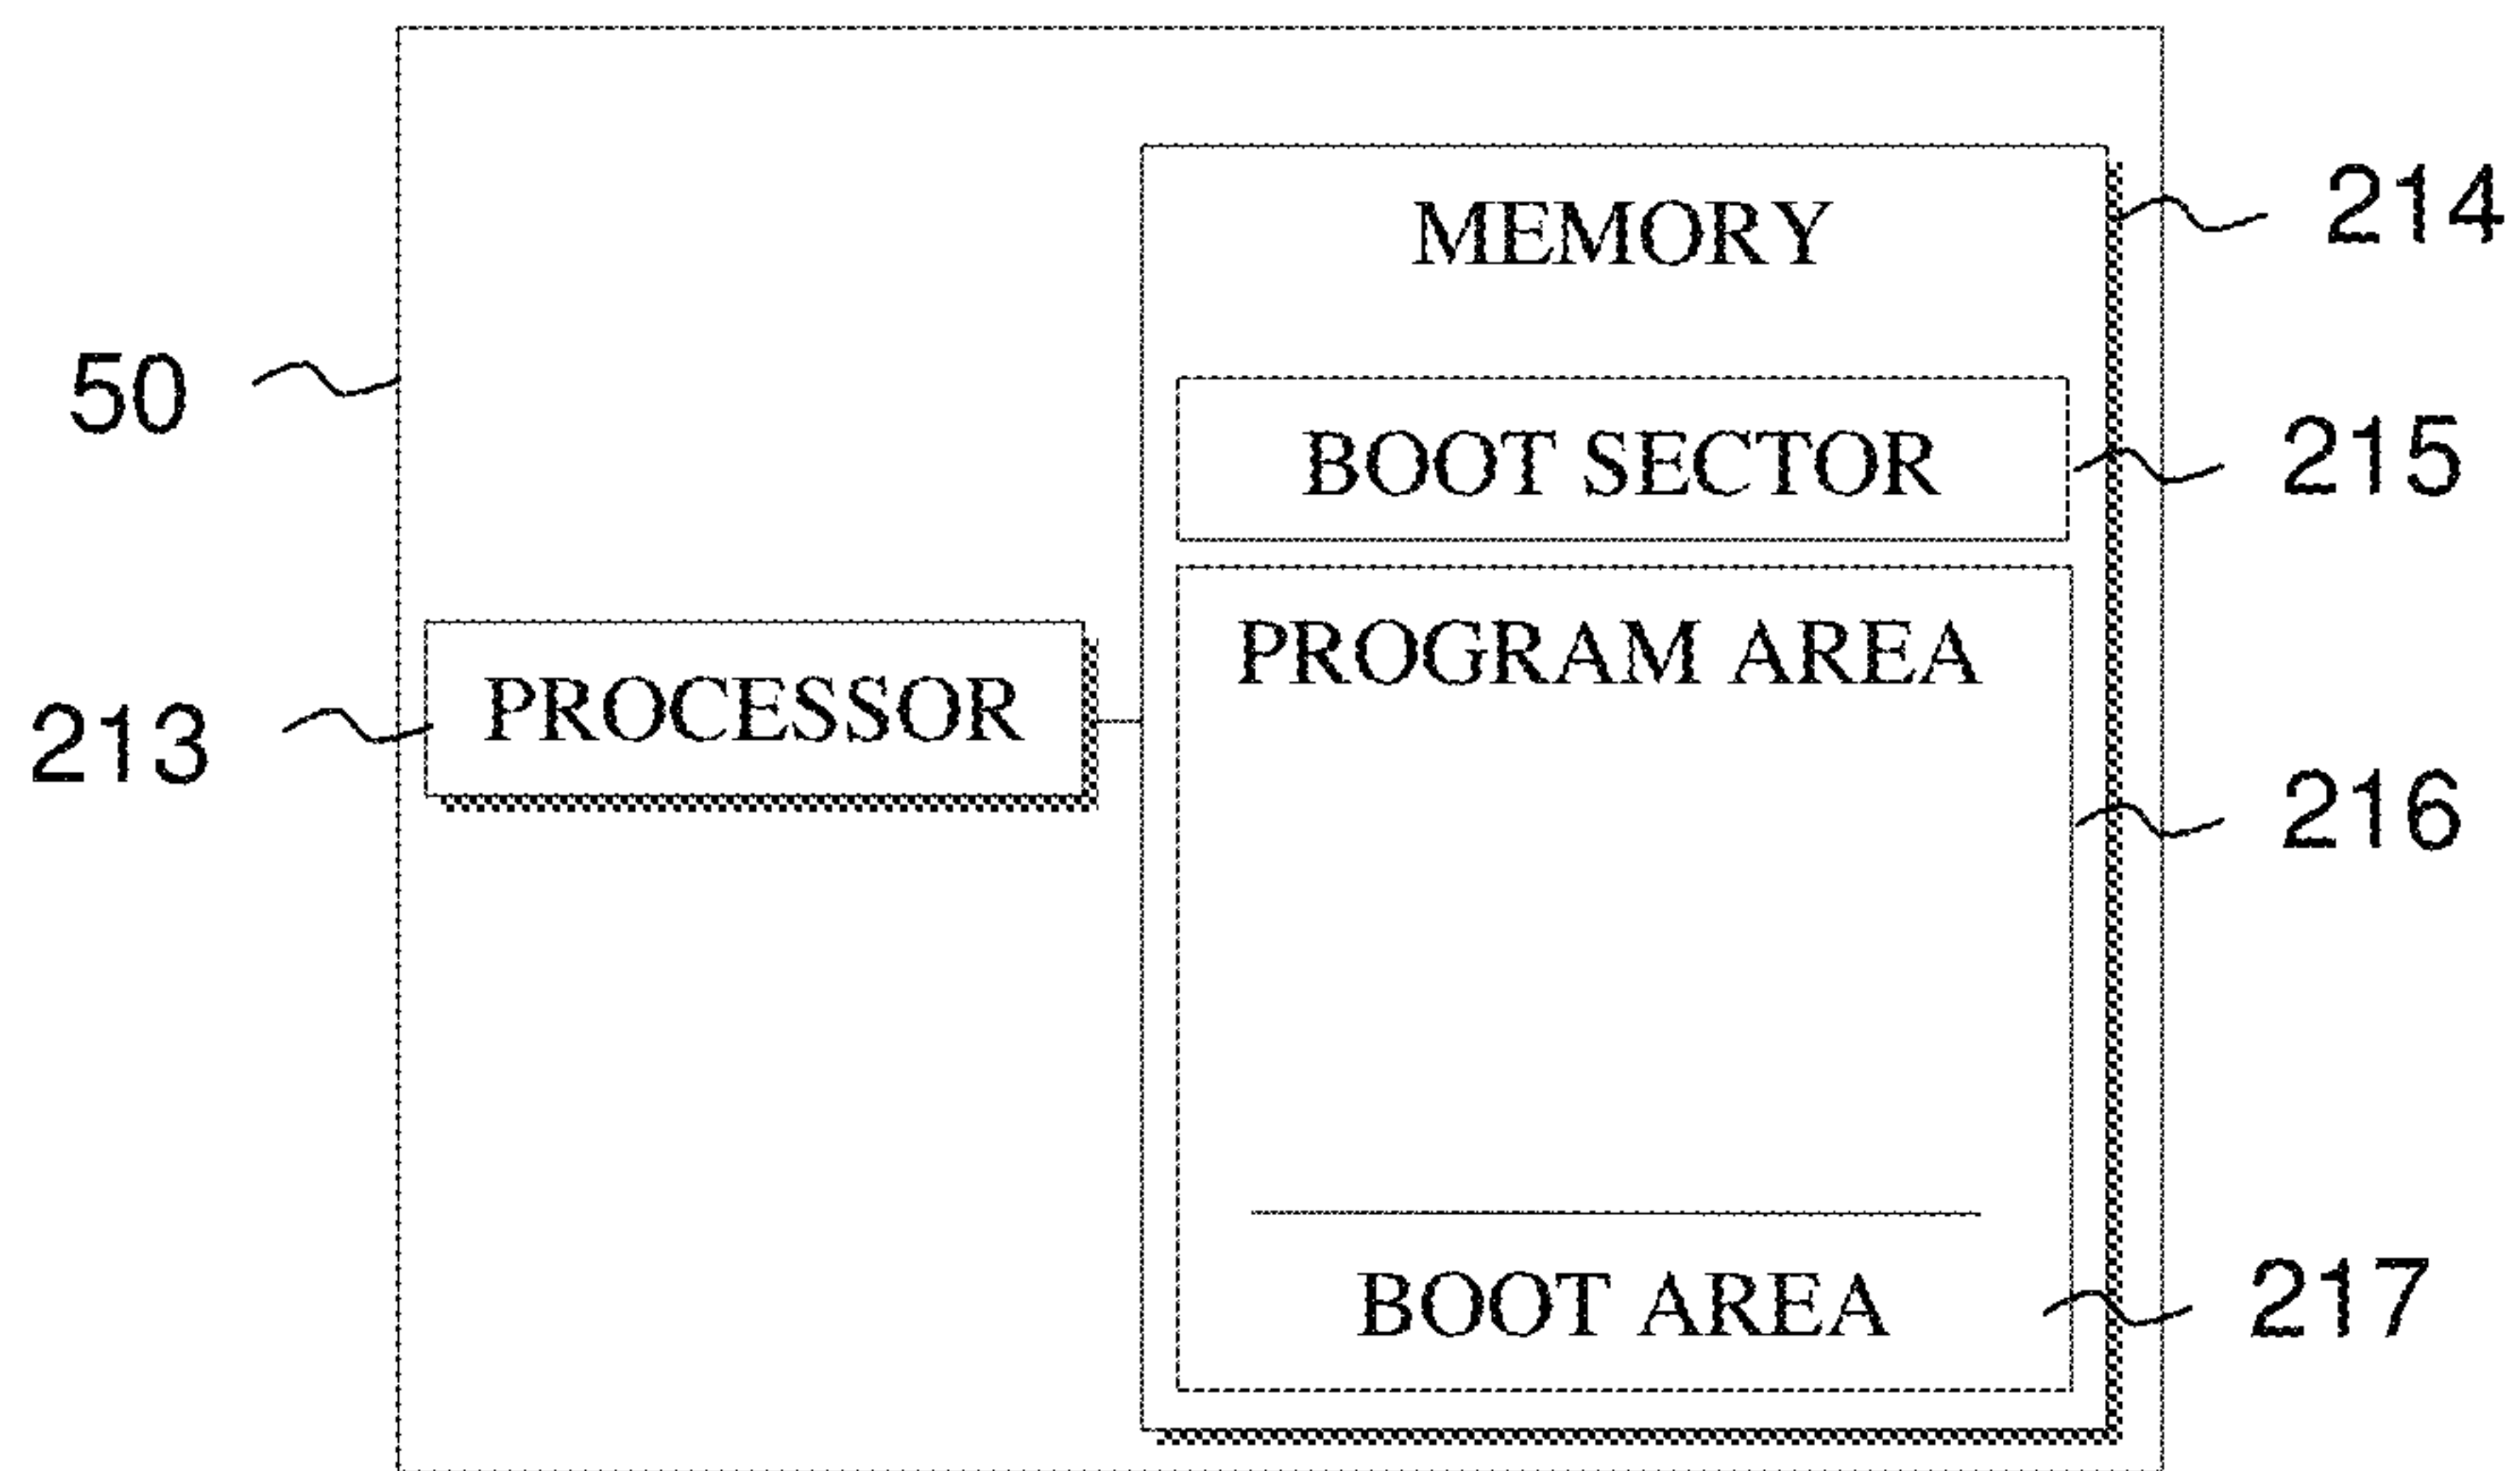 MEMORY
214
50
BOOT SECTOR
215
PROGRAM AREA
PROCESSOR
213
216
BOOT AREA
217